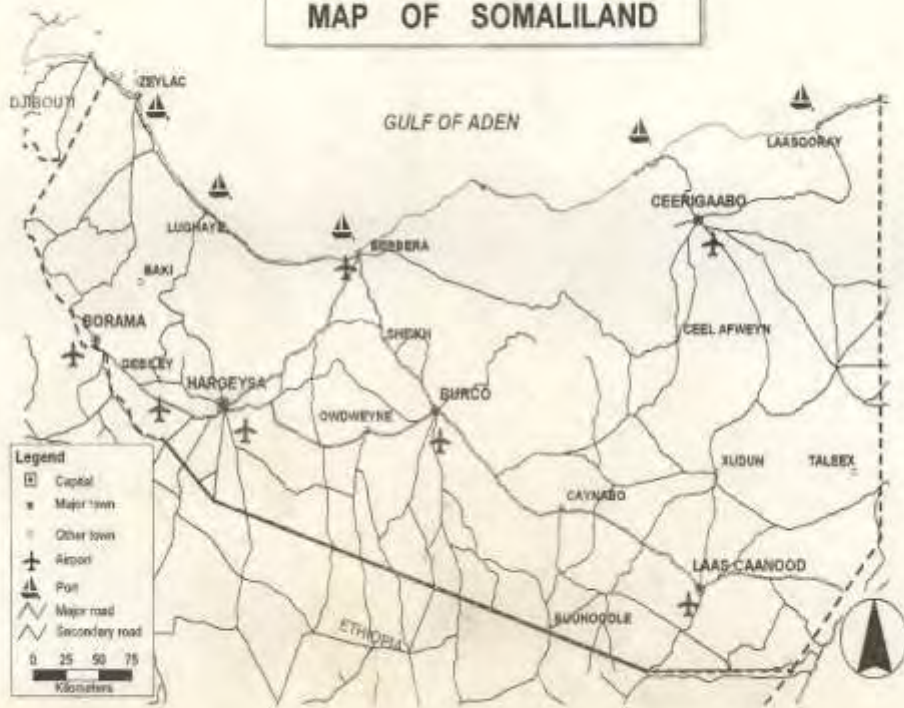 MAP OF SOMALILAND
ZEYLAC
DJIBOUTI
GULF OF ADEN
LAASQORAY
CEERIGAABO
LUGHAYE
BERBERA
BAKI
BORAMA
SHEIKH
CEEL AFWEYN
GEBILEY
HARGEYSA
BURCO
OWDWEYNE
XUDUN
TALEEX
CAYNABO
LAAS CAANOOD
BUUHOODLE
ETHIOPIA
Legend
Capital
Major town
Other town
Airport
Port
Major road
Secondary road
0 25 50 75
Kilometers